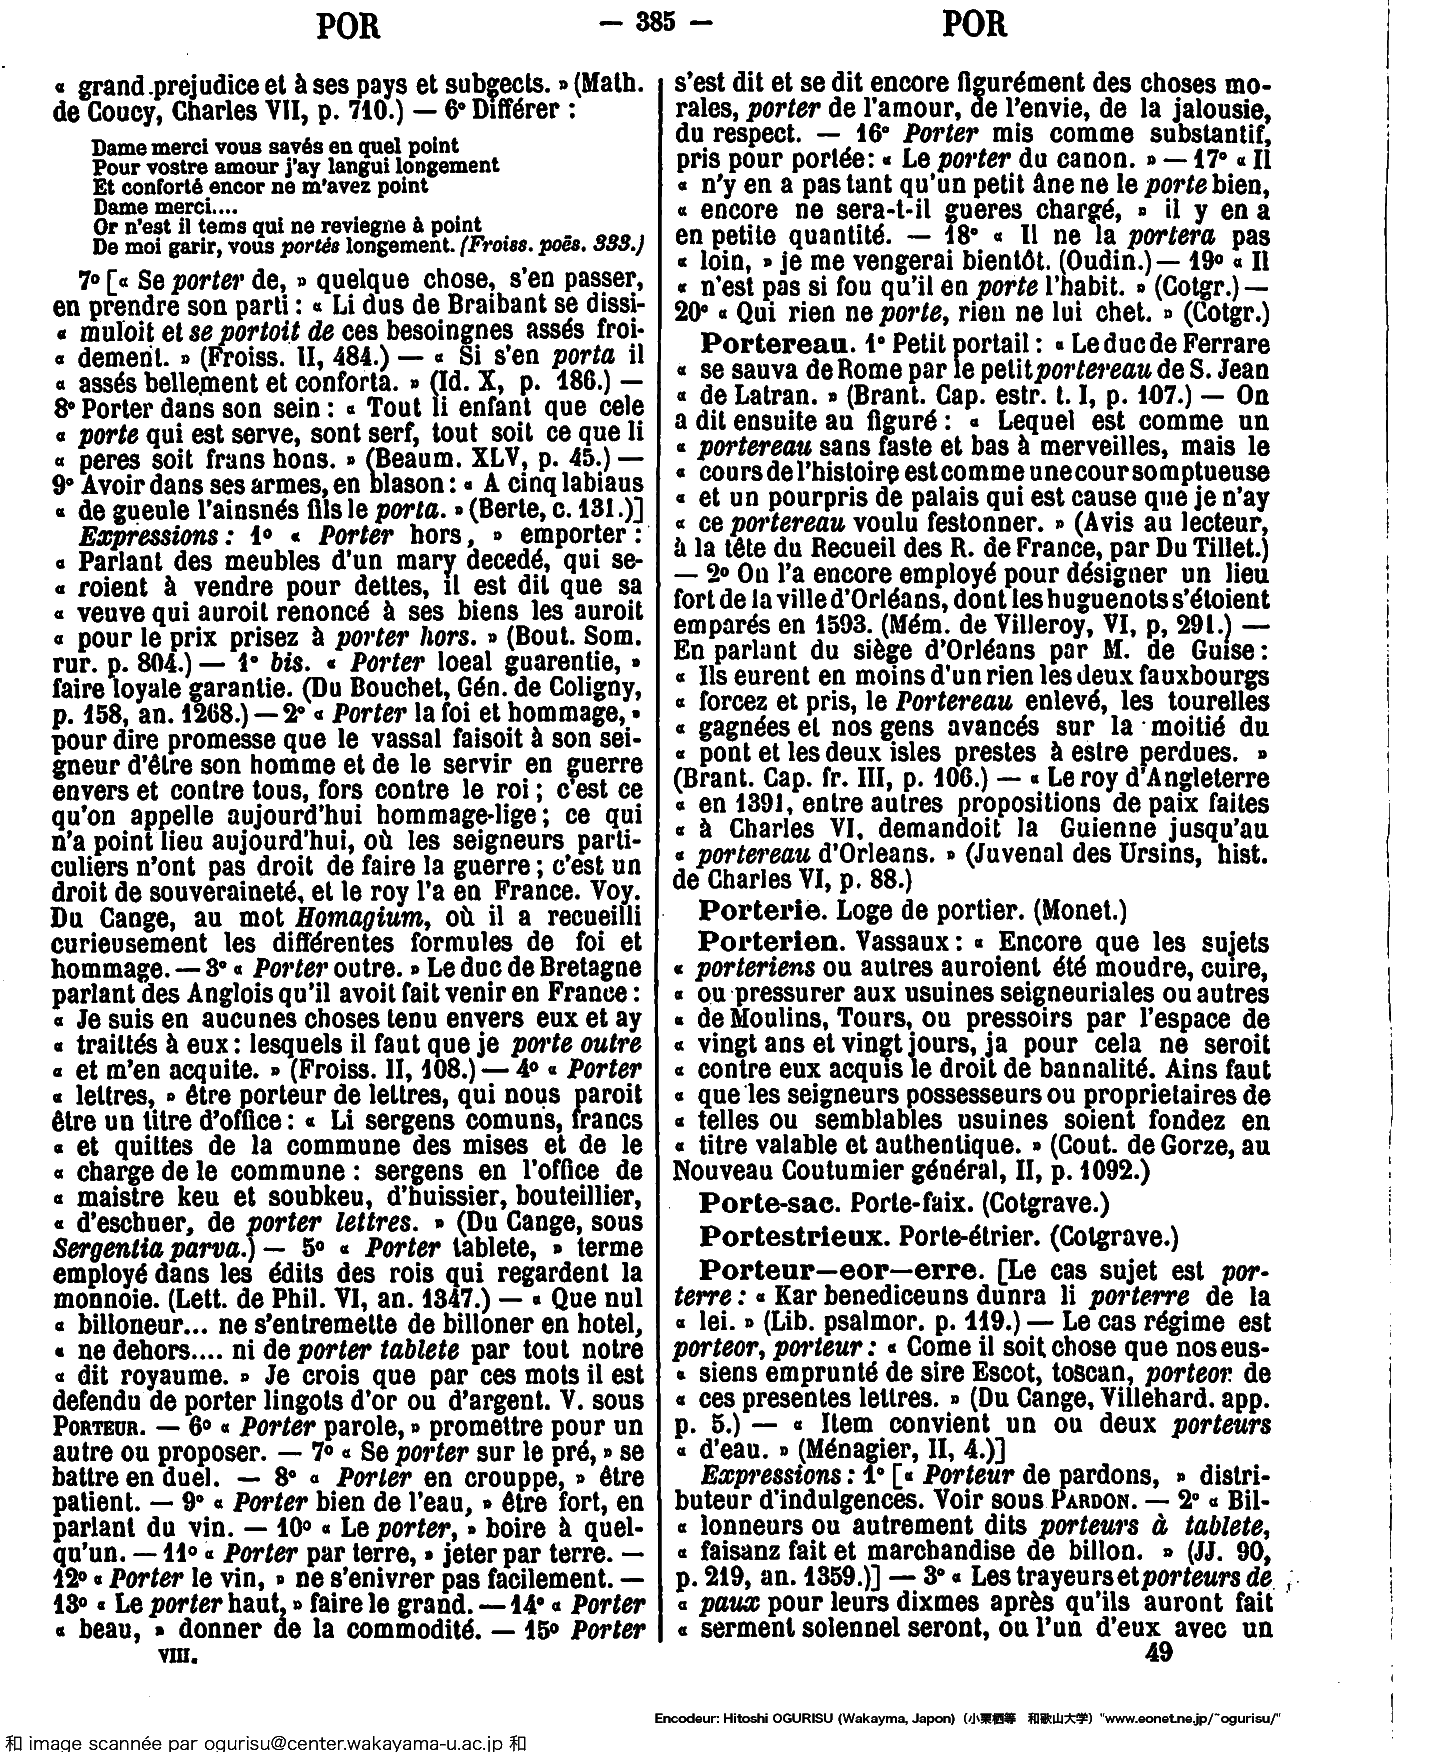 POR — 385 — POR
« grand prejudice et à ses pays et subgects. » (Math.
de Coucy, Charles VII, p. 710.) — 6° Différer :
Dame merci vous savés en quel point
Pour vostre amour j'ay langui longement
Et conforté encor ne m'avez point
Dame merci....
Or n'est il tems qui ne reviegne à point
De moi garir, vous portés longement. (Froiss. poës. 333.)
7° [« Se porter de, » quelque chose, s'en passer,
en prendre son parti : « Li dus de Braibant se dissi-
« muloit et se portoit de ces besoingnes assés froi-
« dement. » (Froiss. II, 484.) — « Si s'en porta il
« assés bellement et conforta. » (Id. X, p. 186.) —
8° Porter dans son sein : « Tout li enfant que cele
« porte qui est serve, sont serf, tout soit ce que li
« peres soit frans hons. » (Beaum. XLV, p. 45.) —
9° Avoir dans ses armes, en blason : « A cinq labiaus
« de gueule l'ainsnés fils le porta. » (Berte, c. 131.)]
Expressions : 1° « Porter hors, » emporter :
« Parlant des meubles d'un mary decedé, qui se-
« roient à vendre pour dettes, il est dit que sa
« veuve qui auroit renoncé à ses biens les auroit
« pour le prix prisez à porter hors. » (Bout. Som.
rur. p. 804.) — 1° bis. « Porter loeal guarentie, »
faire loyale garantie. (Du Bouchet, Gén. de Coligny,
p. 158, an. 1268.) — 2° « Porter la foi et hommage, »
pour dire promesse que le vassal faisoit à son sei-
gneur d'être son homme et de le servir en guerre
envers et contre tous, fors contre le roi ; c'est ce
qu'on appelle aujourd'hui hommage-lige ; ce qui
n'a point lieu aujourd'hui, où les seigneurs parti-
culiers n'ont pas droit de faire la guerre ; c'est un
droit de souveraineté, et le roy l'a en France. Voy.
Du Cange, au mot Homagium, où il a recueilli
curieusement les différentes formules de foi et
hommage. — 3° « Porter outre. » Le duc de Bretagne
parlant des Anglois qu'il avoit fait venir en France :
« Je suis en aucunes choses tenu envers eux et ay
« traittés à eux : lesquels il faut que je porte outre
« et m'en acquite. » (Froiss. II, 108.) — 4° « Porter
« lettres, » être porteur de lettres, qui nous paroit
être un titre d'office : « Li sergens comuns, francs
« et quittes de la commune des mises et de le
« charge de le commune : sergens en l'office de
« maistre keu et soubkeu, d'huissier, bouteillier,
« d'eschuer, de porter lettres. » (Du Cange, sous
Sergentia parva.) — 5° « Porter tablete, » terme
employé dans les édits des rois qui regardent la
monnoie. (Lett. de Phil. VI, an. 1347.) — « Que nul
« billoneur... ne s'entremette de billoner en hotel,
« ne dehors.... ni de porter tablete par tout notre
« dit royaume. » Je crois que par ces mots il est
defendu de porter lingots d'or ou d'argent. V. sous
PORTEUR. — 6° « Porter parole, » promettre pour un
autre ou proposer. — 7° « Se porter sur le pré, » se
battre en duel. — 8° « Porter en crouppe, » être
patient. — 9° « Porter bien de l'eau, » être fort, en
parlant du vin. — 10° « Le porter, » boire à quel-
qu'un. — 11° « Porter par terre, » jeter par terre. —
12° « Porter le vin, » ne s'enivrer pas facilement. —
13° « Le porter haut, » faire le grand. — 14° « Porter
« beau, » donner de la commodité. — 15° Porter
VIII.
s'est dit et se dit encore figurément des choses mo-
rales, porter de l'amour, de l'envie, de la jalousie,
du respect. — 16° Porter mis comme substantif,
pris pour portée : « Le porter du canon. » — 17° « Il
« n'y en a pas tant qu'un petit âne ne le porte bien,
« encore ne sera-t-il gueres chargé, » il y en a
en petite quantité. — 18° « Il ne la portera pas
« loin, » je me vengerai bientôt. (Oudin.) — 19° « Il
« n'est pas si fou qu'il en porte l'habit. » (Cotgr.) —
20° « Qui rien ne porte, rien ne lui chet. » (Cotgr.)
Portereau. 1° Petit portail : « Le duc de Ferrare
« se sauva de Rome par le petit portereau de S. Jean
« de Latran. » (Brant. Cap. estr. t. I, p. 107.) — On
a dit ensuite au figuré : « Lequel est comme un
« portereau sans faste et bas à merveilles, mais le
« cours de l'histoire est comme une cour somptueuse
« et un pourpris de palais qui est cause que je n'ay
« ce portereau voulu festonner. » (Avis au lecteur,
à la tête du Recueil des R. de France, par Du Tillet.)
— 2° On l'a encore employé pour désigner un lieu
fort de la ville d'Orléans, dont les huguenots s'étoient
emparés en 1593. (Mém. de Villeroy, VI, p, 291.) —
En parlant du siège d'Orléans par M. de Guise :
« Ils eurent en moins d'un rien les deux fauxbourgs
« forcez et pris, le Portereau enlevé, les tourelles
« gagnées et nos gens avancés sur la moitié du
« pont et les deux isles prestes à estre perdues. »
(Brant. Cap. fr. III, p. 106.) — « Le roy d'Angleterre
« en 1391, entre autres propositions de paix faites
« à Charles VI, demandoit la Guienne jusqu'au
« portereau d'Orleans. » (Juvenal des Ursins, hist.
de Charles VI, p. 88.)
Porterie. Loge de portier. (Monet.)
Porterien. Vassaux : « Encore que les sujets
« porteriens ou autres auroient été moudre, cuire,
« ou pressurer aux usuines seigneuriales ou autres
« de Moulins, Tours, ou pressoirs par l'espace de
« vingt ans et vingt jours, ja pour cela ne seroit
« contre eux acquis le droit de bannalité. Ains faut
« que les seigneurs possesseurs ou proprietaires de
« telles ou semblables usuines soient fondez en
« titre valable et authentique. » (Cout. de Gorze, au
Nouveau Coutumier général, II, p. 1092.)
Porte-sac. Porte-faix. (Cotgrave.)
Portestrieux. Porte-étrier. (Cotgrave.)
Porteur—eor—erre. [Le cas sujet est por-
terre : « Kar benediceuns dunra li porterre de la
« lei. » (Lib. psalmor. p. 119.) — Le cas régime est
porteor, porteur : « Come il soit chose que nos eus-
« siens emprunté de sire Escot, toscan, porteor de
« ces presentes lettres. » (Du Cange, Villehard. app.
p. 5.) — « Item convient un ou deux porteurs
« d'eau. » (Ménagier, II, 4.)]
Expressions : 1° [« Porteur de pardons, » distri-
buteur d'indulgences. Voir sous PARDON. — 2° « Bil-
« lonneurs ou autrement dits porteurs à tablete,
« faisanz fait et marchandise de billon. » (JJ. 90,
p. 219, an. 1359.)] — 3° « Les trayeurs et porteurs de
« paux pour leurs dixmes après qu'ils auront fait
« serment solennel seront, ou l'un d'eux avec un
49
Encodeur: Hitoshi OGURISU (Wakayma, Japon) (小栗栖等 和歌山大学) "www.eonet.ne.jp/~ogurisu/"
和 image scannée par ogurisu@center.wakayama-u.ac.jp 和